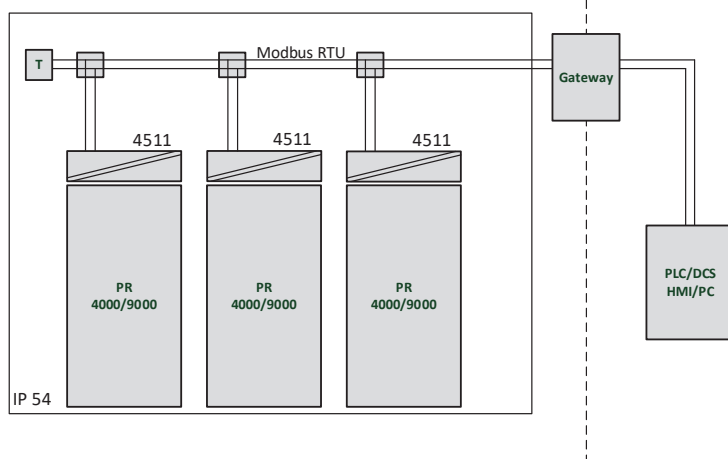 Modbus RTU
T
Gateway
4511
4511
4511
PR
4000/9000
PR
4000/9000
PR
4000/9000
PLC/DCS
HMI/PC
IP 54